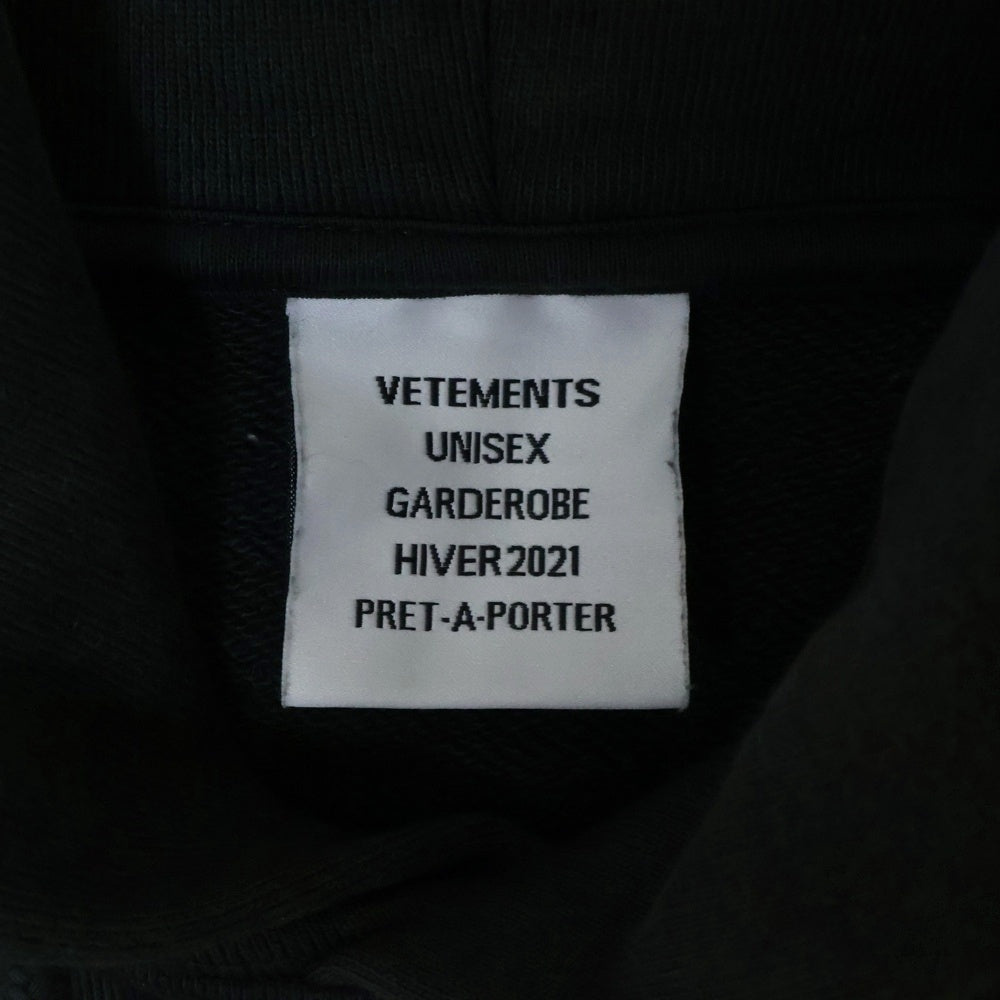 VETEMENTS
UNISEX
GARDEROBE
HIVER 2021
PRET-A-PORTER